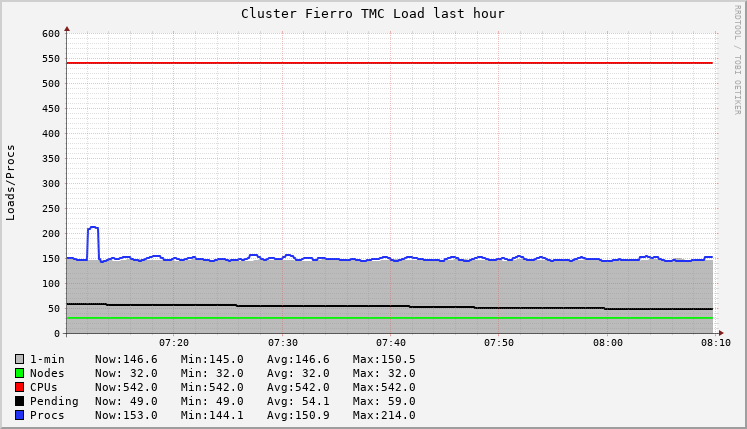 Cluster Fierro TMC Load last hour
RRDTOOL / TOBI OETIKER
Loads/Procs
600
550
500
450
400
350
300
250
200
150
100
50
0
07:20 07:30 07:40 07:50 08:00 08:10
1-min Now:146.6 Min:145.0 Avg:146.6 Max:150.5
Nodes Now: 32.0 Min: 32.0 Avg: 32.0 Max: 32.0
CPUs Now:542.0 Min:542.0 Avg:542.0 Max:542.0
Pending Now: 49.0 Min: 49.0 Avg: 54.1 Max: 59.0
Procs Now:153.0 Min:144.1 Avg:150.9 Max:214.0